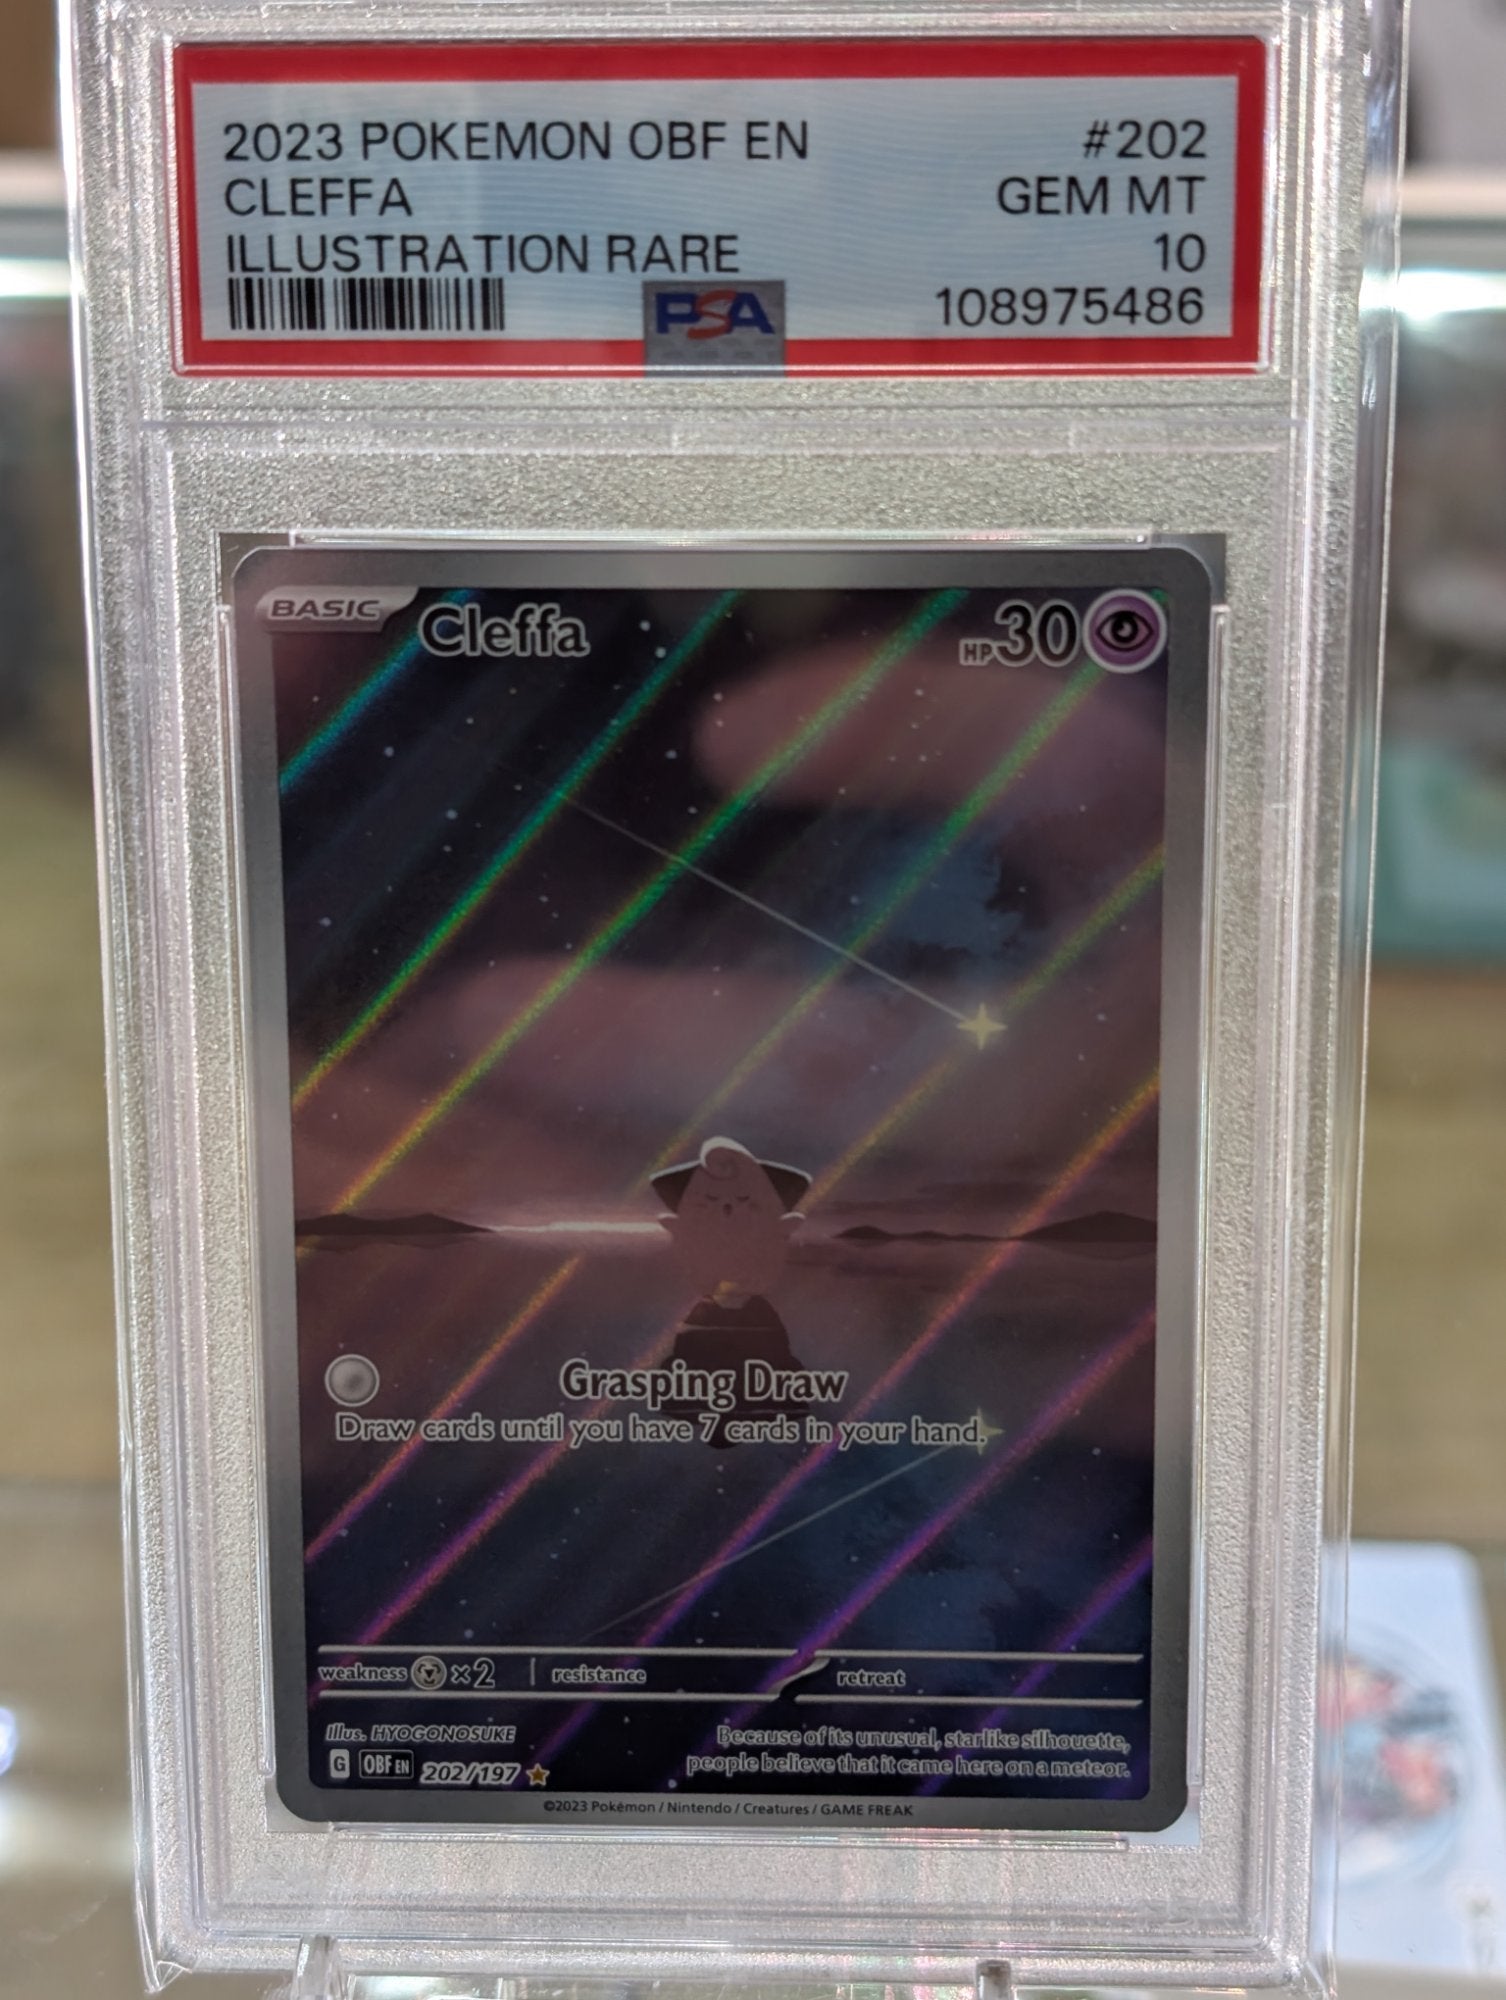 2023 POKEMON OBF EN #202
CLEFFA GEM MT
ILLUSTRATION RARE 10
PSA 108975486
BASIC Cleffa HP30
Grasping Draw
Draw cards until you have 7 cards in your hand.
weakness ×2 resistance retreat
Illus. HYOGONOSUKE
Because of its unusual, starlike silhouette,
people believe that it came here on a meteor.
G OBF EN 202/197
©2023 Pokémon / Nintendo / Creatures / GAME FREAK